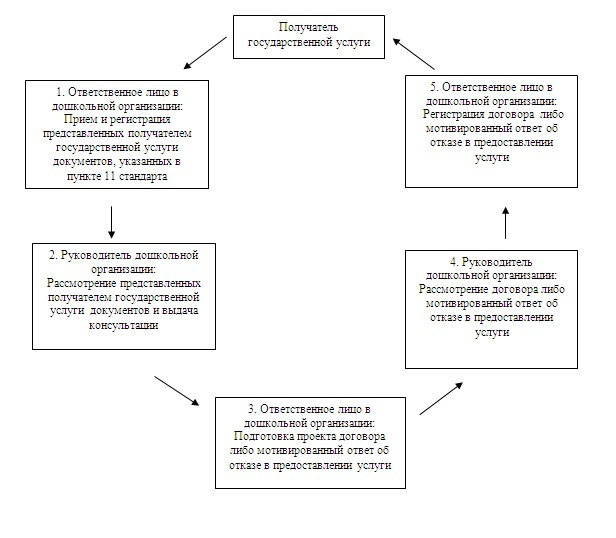 Получатель
государственной услуги
1. Ответственное лицо в
дошкольной организации:
Прием и регистрация
представленных получателем
государственной услуги
документов, указанных в
пункте 11 стандарта
2. Руководитель дошкольной
организации:
Рассмотрение представленных
получателем государственной
услуги документов и выдача
консультации
3. Ответственное лицо в
дошкольной организации:
Подготовка проекта договора
либо мотивированный ответ об
отказе в предоставлении услуги
4. Руководитель
дошкольной организации:
Рассмотрение договора либо
мотивированный ответ об
отказе в предоставлении
услуги
5. Ответственное лицо в
дошкольной организации:
Регистрация договора либо
мотивированный ответ об
отказе в предоставлении
услуги